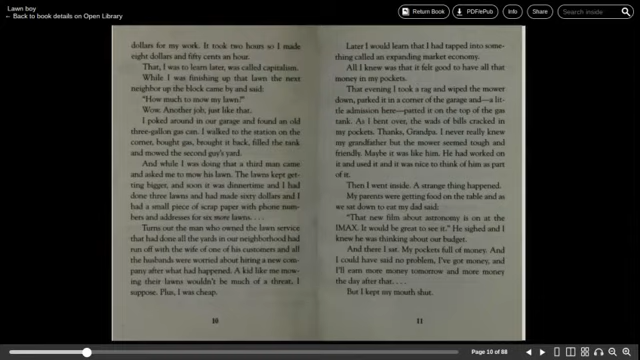 Lawn boy
← Back to book details on Open Library
Return Book
PDF/ePub
Info
Share
Search inside
dollars for my work. It took two hours so I made
eight dollars and fifty cents an hour.
That, I was to learn later, was called capitalism.
While I was finishing up that lawn the next
neighbor up the block came by and said:
"How much to mow my lawn?"
Wow. Another job, just like that.
I poked around in our garage and found an old
three-gallon gas can. I walked to the station on the
corner, bought gas, brought it back, filled the rank
and mowed the second guy's yard.
And while I was doing that a third man came
and asked me to mow his lawn. The lawns kept get-
ting bigger, and soon it was dinnertime and I had
done three lawns and had made sixty dollars and I
had a small piece of scrap paper with phone num-
bers and addresses for six more lawns. . . .
Turns out the man who owned the lawn service
that had done all the yards in our neighborhood had
run off with the wife of one of his customers and all
the husbands were worried about hiring a new com-
pany after what had happened. A kid like me mow-
ing their lawns wouldn't be much of a threat, I
suppose. Plus, I was cheap.
10
Later I would learn that I had tapped into some-
thing called an expanding market economy.
All I knew was that it felt good to have all that
money in my pockets.
That evening I took a rag and wiped the mower
down, parked it in a corner of the garage and—a lit-
tle admission here—patted it on the top of the gas
tank. As I bent over, the wads of bills cracked in
my pockets. Thanks, Grandpa. I never really knew
my grandfather but the mower seemed tough and
friendly. Maybe it was like him. He had worked on
it and used it and it was nice to think of him as part
of it.
Then I went inside. A strange thing happened.
My parents were getting food on the table and as
we sat down to eat my dad said:
"That new film about astronomy is on at the
IMAX. It would be great to see it." He sighed and I
knew he was thinking about our budget.
And there I sat. My pockets full of money. And
I could have said no problem, I've got money, and
I'll earn more money tomorrow and more money
the day after that. . . .
But I kept my mouth shut.
11
Page 10 of 88